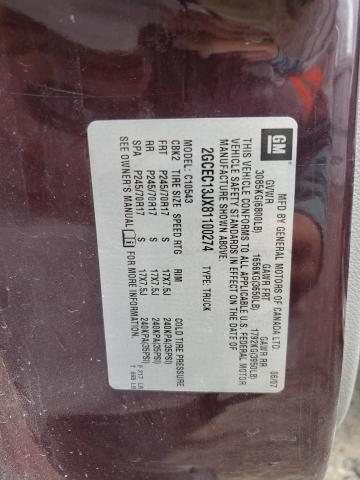 GM
MFD BY GENERAL MOTORS OF CANADA LTD
06/07
GVWR GAWR FRT GAWR RR
3085KG(6800LB) 1656KG(3650LB) 1792KG(3950LB)
THIS VEHICLE CONFORMS TO ALL APPLICABLE U.S. FEDERAL MOTOR
VEHICLE SAFETY STANDARDS IN EFFECT ON THE DATE OF
MANUFACTURE SHOWN ABOVE.
2GCEC13JX81100274 TYPE: TRUCK
C10543
CBK2 TIRE SIZE SPEED RTG RIM COLD TIRE PRESSURE
FRT P245/70R17 S 17X7.5J 240KPA(35PSI)
RR P245/70R17 S 17X7.5J 240KPA(35PSI)
SPA P245/70R17 S 17X7.5J 240KPA(35PSI)
SEE OWNER'S MANUAL FOR MORE INFORMATION.